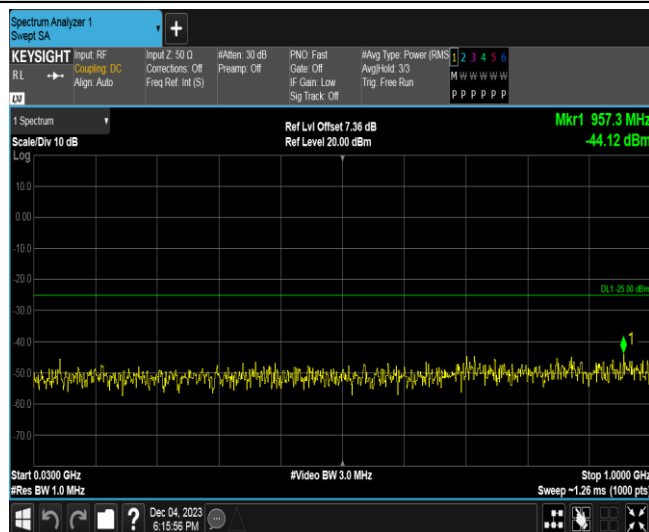 Spectrum Analyzer 1
Swept SA
+
KEYSIGHT
RL
LXI
Input: RF
Coupling: DC
Align: Auto
Input Z: 50 Ω
Corrections: Off
Freq Ref: Int (S)
#Atten: 30 dB
Preamp: Off
PNO: Fast
Gate: Off
IF Gain: Low
Sig Track: Off
#Avg Type: Power (RMS
Avg|Hold: 3/3
Trig: Free Run
1 2 3 4 5 6
M W W W W W
P P P P P P
1 Spectrum
Scale/Div 10 dB
Log
Ref Lvl Offset 7.36 dB
Ref Level 20.00 dBm
Mkr1 957.3 MHz
-44.12 dBm
10.0
0.00
-10.0
-20.0
DL1 -25.00 dBm
-30.0
-40.0
1
-50.0
-60.0
-70.0
Start 0.0300 GHz
#Res BW 1.0 MHz
#Video BW 3.0 MHz
Stop 1.0000 GHz
Sweep ~1.26 ms (1000 pts)
?
Dec 04, 2023
6:15:56 PM